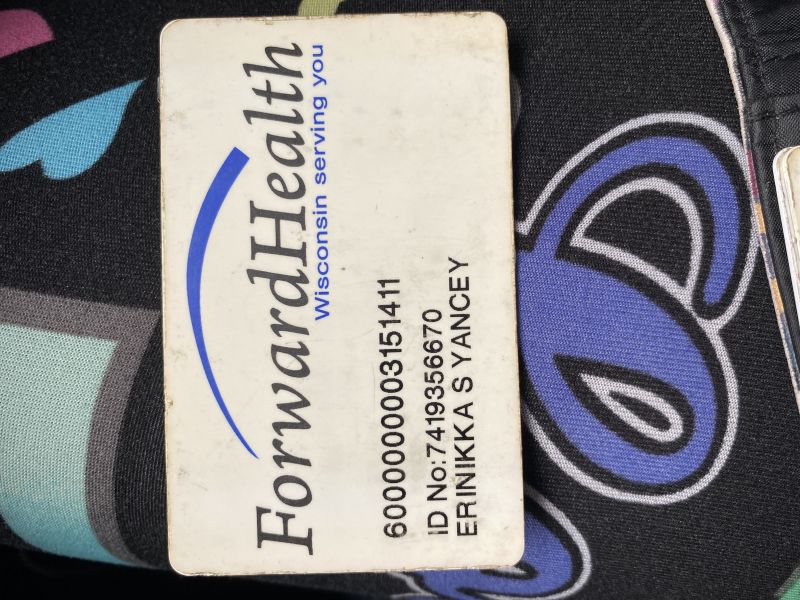 ForwardHealth
Wisconsin serving you
6000000003151411
ID No:7419356670
ERINIKKA S YANCEY